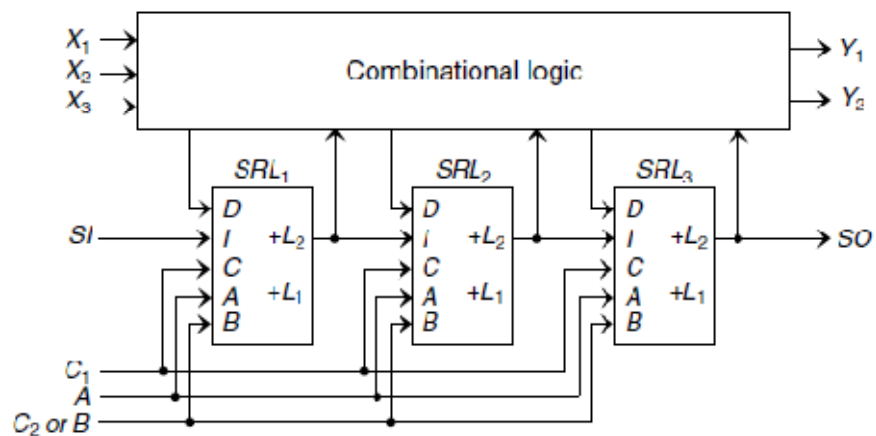 X₁
X₂
X₃
Combinational logic
Y₁
Y₂
SRL₁
SRL₂
SRL₃
D
I
C
A
B
+L₂
+L₁
D
I
C
A
B
+L₂
+L₁
D
I
C
A
B
+L₂
+L₁
SI
SO
C₁
A
C₂ or B